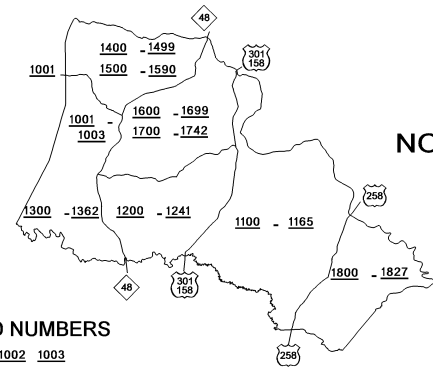 48
1400 - 1499
301
158
1001
1500 - 1590
1600 - 1699
1001 -
1003
1700 - 1742
NO
258
1300 - 1362
1200 - 1241
1100 - 1165
1800 - 1827
48
301
158
NUMBERS
1002 1003
258